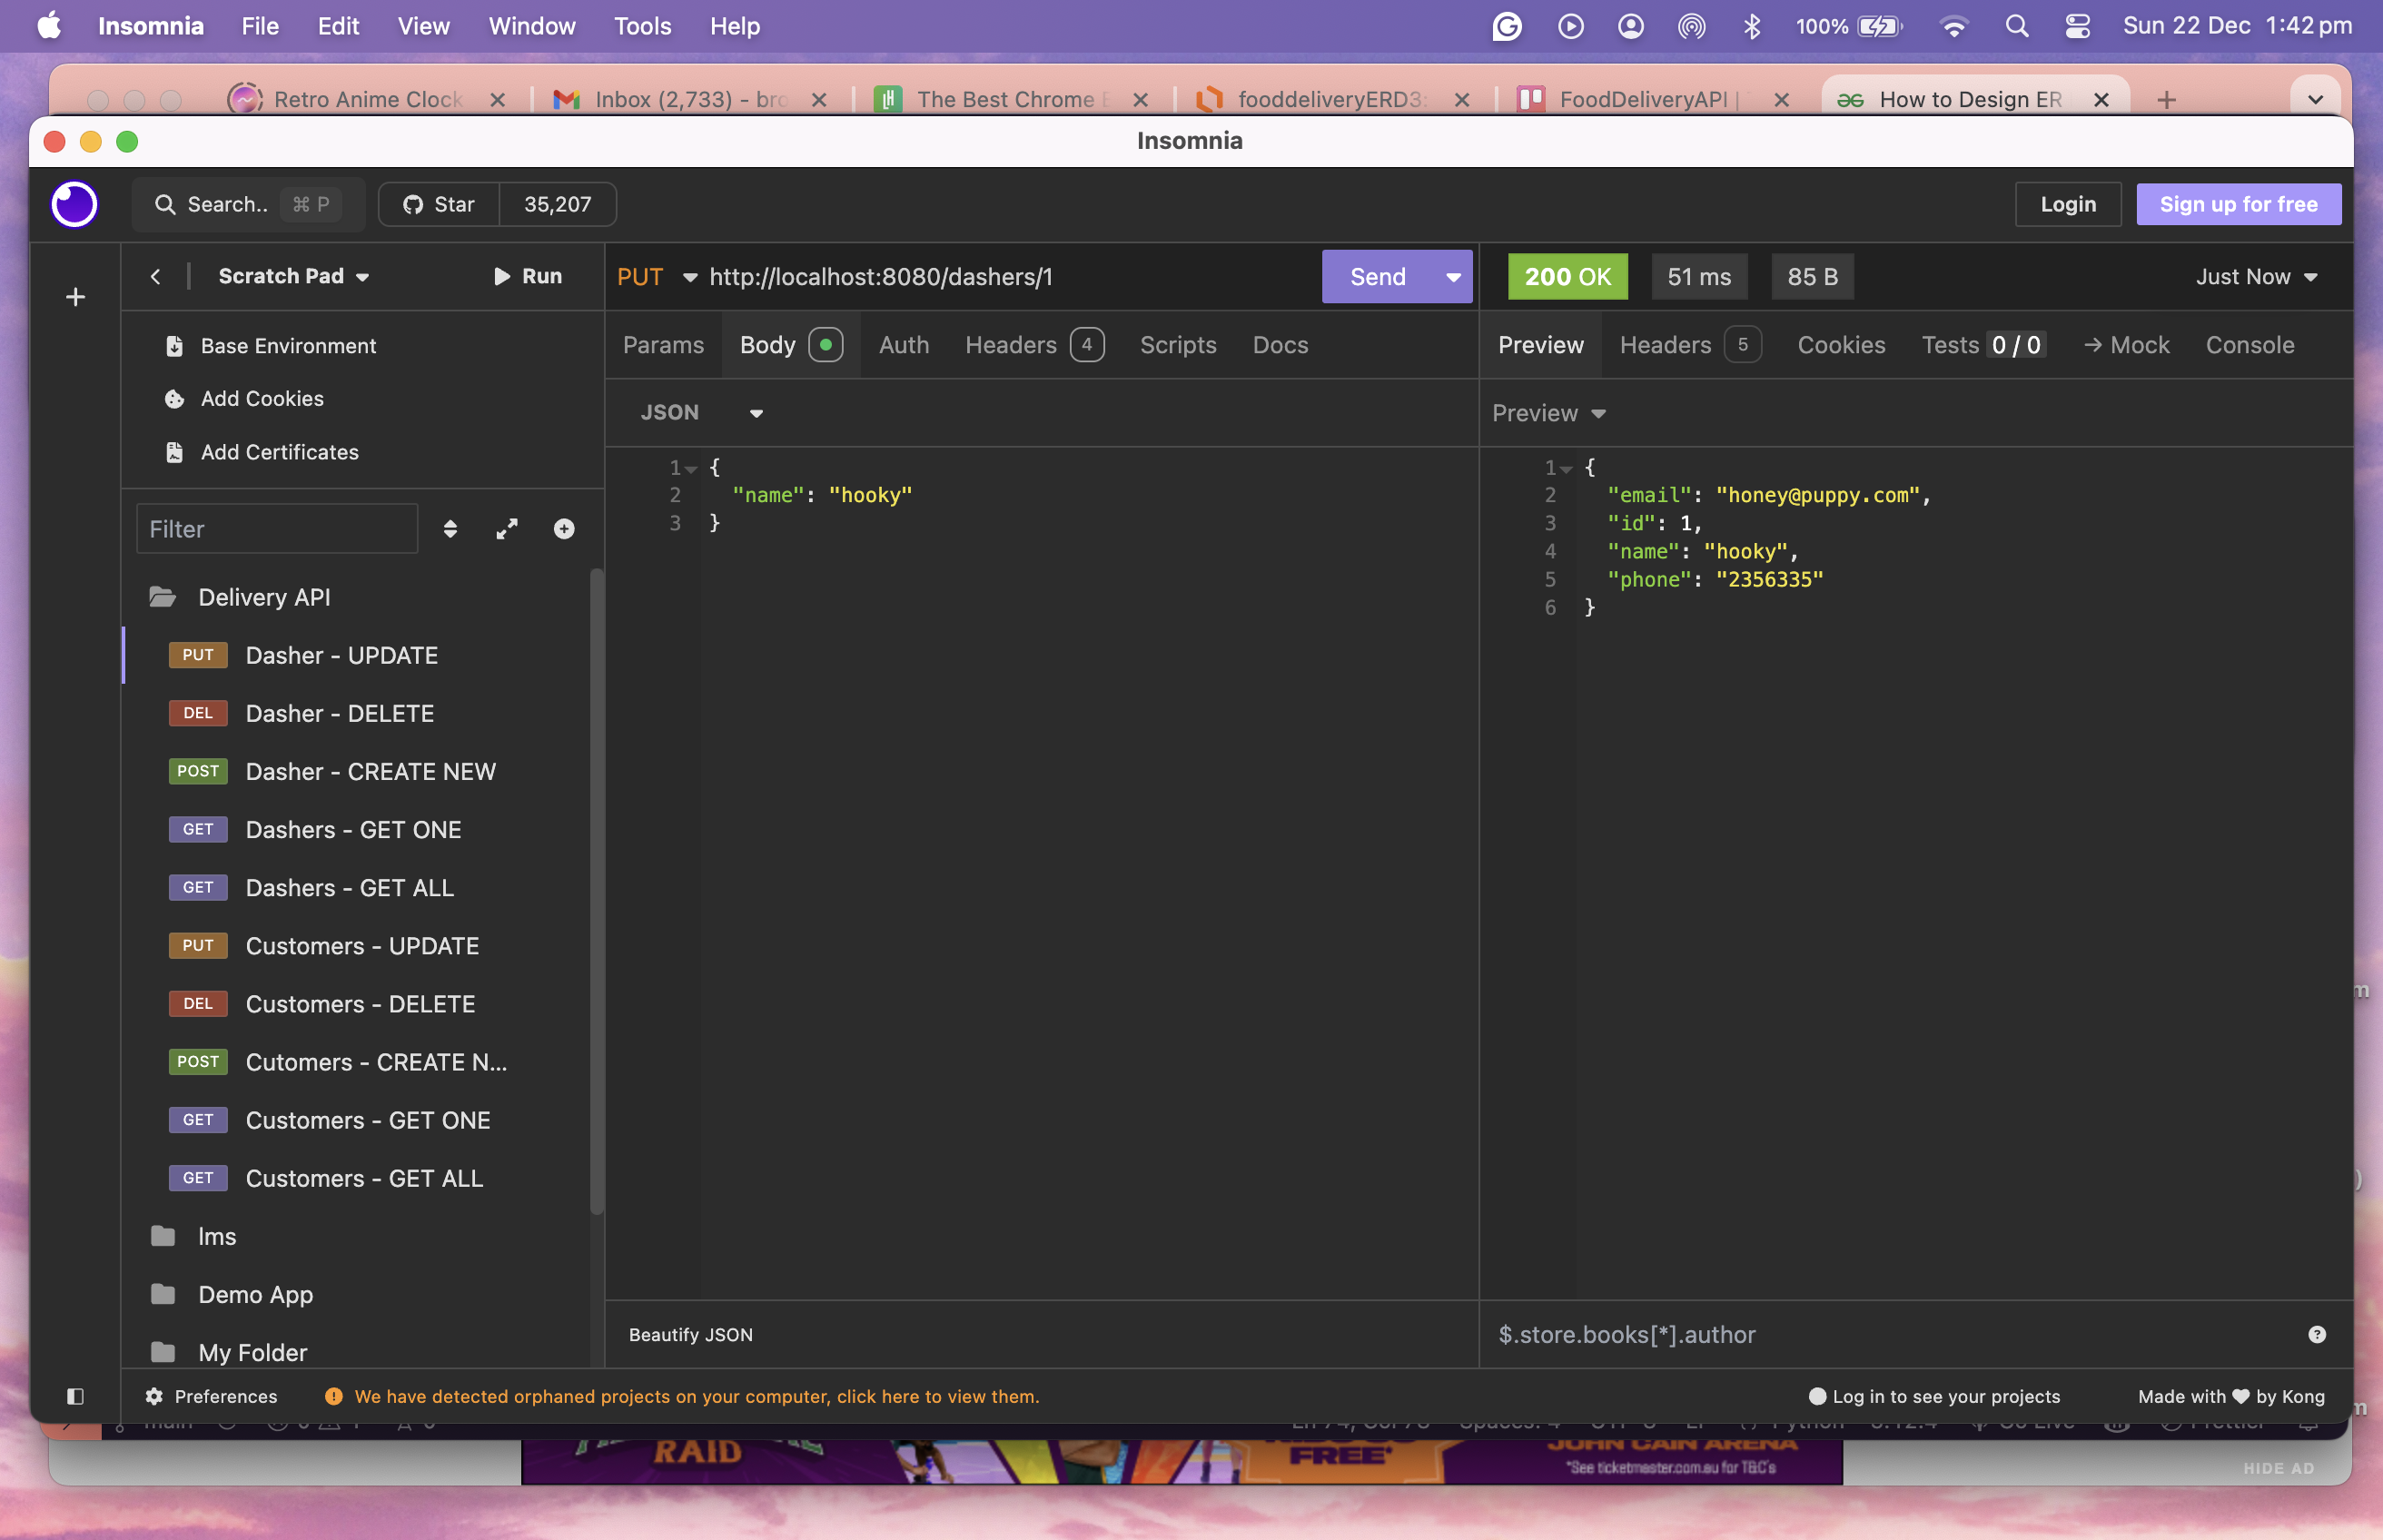 Insomnia File Edit View Window Tools Help 100% Sun 22 Dec 1:42 pm
Retro Anime Clock Inbox (2,733) - bro The Best Chrome E fooddeliveryERD3: FoodDeliveryAPI | How to Design ER
Insomnia
Search.. ⌘ P Star 35,207 Login Sign up for free
Scratch Pad Run PUT http://localhost:8080/dashers/1 Send 200 OK 51 ms 85 B Just Now
Params Body Auth Headers 4 Scripts Docs Preview Headers 5 Cookies Tests 0 / 0 → Mock Console
Base Environment
Add Cookies
Add Certificates
JSON
Preview
1 {
2 "name": "hooky"
3 }
1 {
2 "email": "honey@puppy.com",
3 "id": 1,
4 "name": "hooky",
5 "phone": "2356335"
6 }
Filter
Delivery API
PUT Dasher - UPDATE
DEL Dasher - DELETE
POST Dasher - CREATE NEW
GET Dashers - GET ONE
GET Dashers - GET ALL
PUT Customers - UPDATE
DEL Customers - DELETE
POST Cutomers - CREATE N...
GET Customers - GET ONE
GET Customers - GET ALL
lms
Demo App
My Folder
Beautify JSON
$.store.books[*].author
Preferences We have detected orphaned projects on your computer, click here to view them. Log in to see your projects Made with ♥ by Kong
RAID
FREE*
JOHN CAIN ARENA
*See ticketmaster.com.au for T&C's
HIDE AD